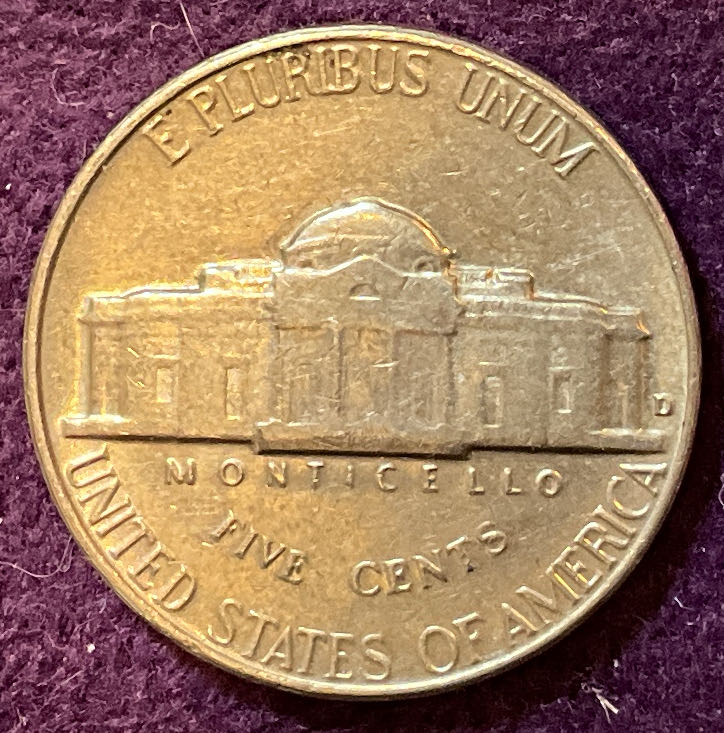 E PLURIBUS UNUM
D
MONTICELLO
FIVE CENTS
UNITED STATES OF AMERICA